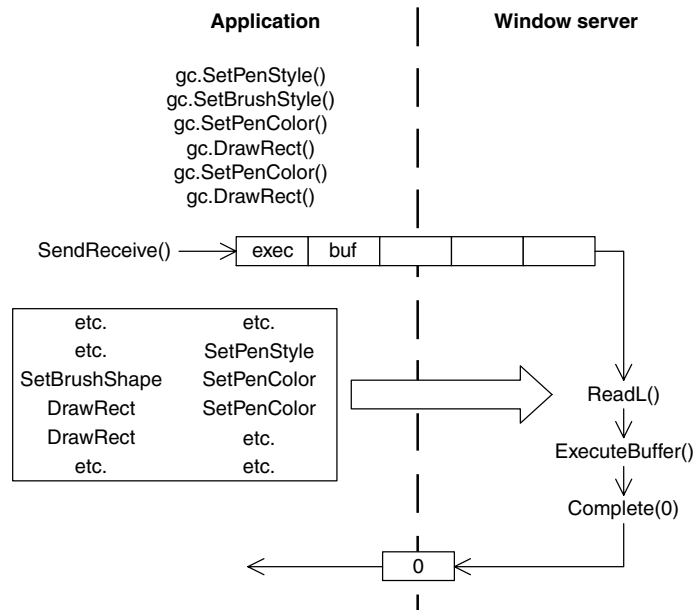 Application Window server
gc.SetPenStyle()
gc.SetBrushStyle()
gc.SetPenColor()
gc.DrawRect()
gc.SetPenColor()
gc.DrawRect()
SendReceive() exec buf
etc. etc.
etc. SetPenStyle
SetBrushShape SetPenColor
DrawRect SetPenColor
DrawRect etc.
etc. etc.
ReadL()
ExecuteBuffer()
Complete(0)
0